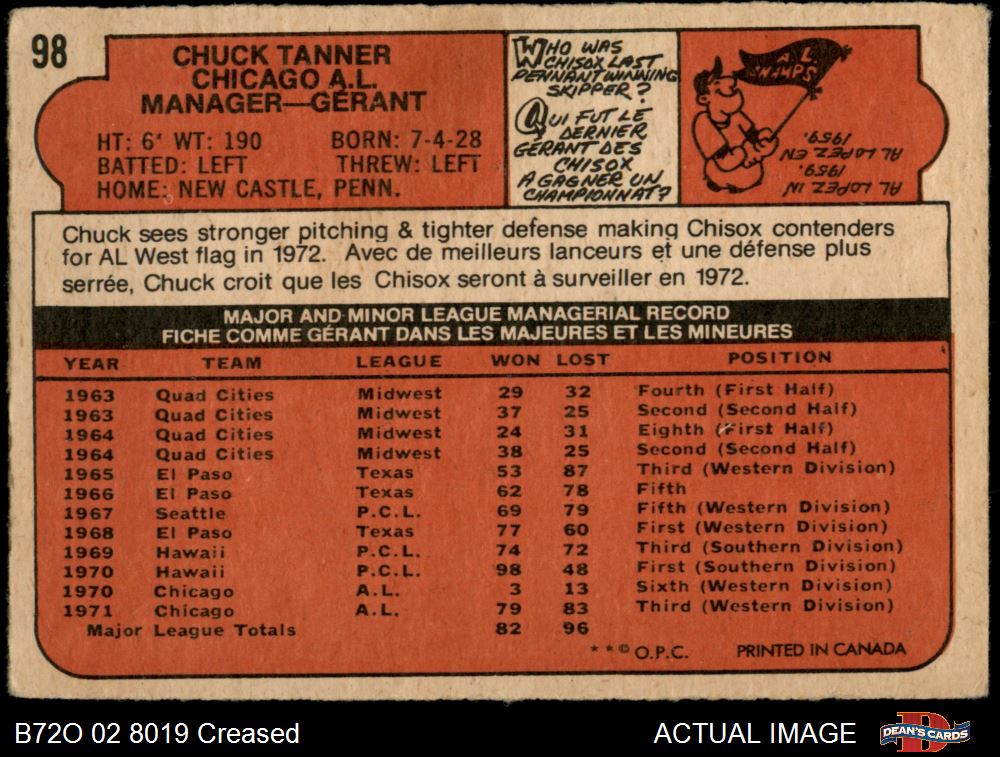 98
CHUCK TANNER
CHICAGO A.L.
MANAGER—GÉRANT
HT: 6' WT: 190 BORN: 7-4-28
BATTED: LEFT THREW: LEFT
HOME: NEW CASTLE, PENN.
WHO WAS
CHISOX LAST
PENNANT WINNING
SKIPPER?
QUI FUT LE
DERNIER
GÉRANT DES
CHISOX
A GAGNER UN
CHAMPIONNAT?
A L
CHAMPS
AL LOPEZ IN
1959.
AL LOPEZ EN
1959.
Chuck sees stronger pitching & tighter defense making Chisox contenders
for AL West flag in 1972. Avec de meilleurs lanceurs et une défense plus
serrée, Chuck croit que les Chisox seront à surveiller en 1972.
MAJOR AND MINOR LEAGUE MANAGERIAL RECORD
FICHE COMME GÉRANT DANS LES MAJEURES ET LES MINEURES
YEAR TEAM LEAGUE WON LOST POSITION
1963 Quad Cities Midwest 29 32 Fourth (First Half)
1963 Quad Cities Midwest 37 25 Second (Second Half)
1964 Quad Cities Midwest 24 31 Eighth (First Half)
1964 Quad Cities Midwest 38 25 Second (Second Half)
1965 El Paso Texas 53 87 Third (Western Division)
1966 El Paso Texas 62 78 Fifth
1967 Seattle P.C.L. 69 79 Fifth (Western Division)
1968 El Paso Texas 77 60 First (Western Division)
1969 Hawaii P.C.L. 74 72 Third (Southern Division)
1970 Hawaii P.C.L. 98 48 First (Southern Division)
1970 Chicago A.L. 3 13 Sixth (Western Division)
1971 Chicago A.L. 79 83 Third (Western Division)
Major League Totals 82 96
* * © O.P.C. PRINTED IN CANADA
B72O 02 8019 Creased ACTUAL IMAGE D DEAN'S CARDS